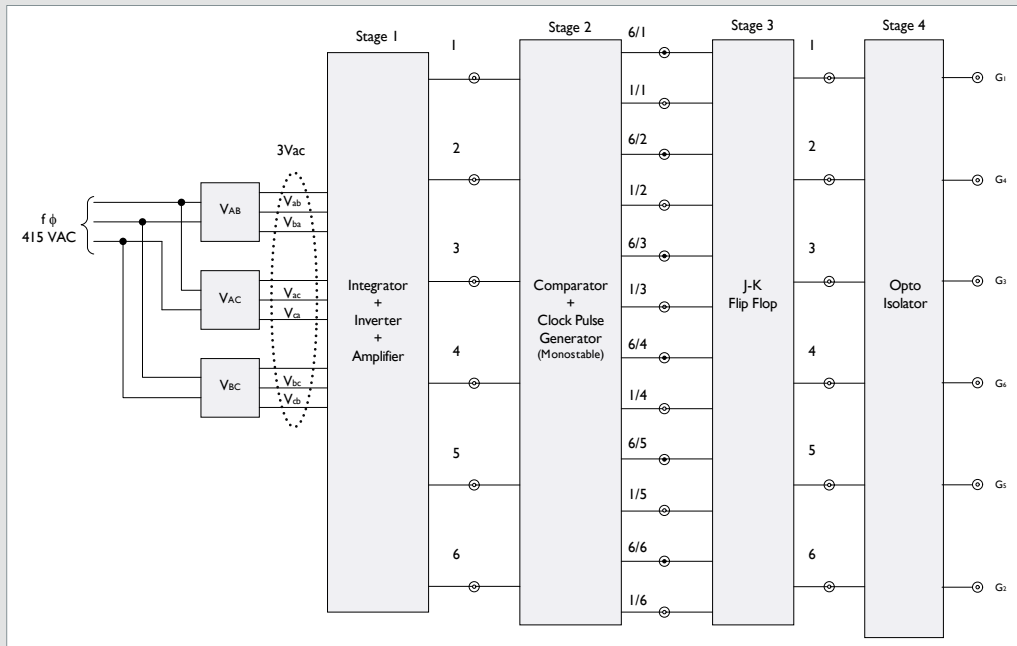 Stage 1
Stage 2
Stage 3
Stage 4
f ϕ
415 VAC
VAB
VAC
VBC
3Vac
Vab
Vba
Vac
Vca
Vbc
Vcb
Integrator
+
Inverter
+
Amplifier
1
2
3
4
5
6
Comparator
+
Clock Pulse
Generator
(Monostable)
6/1
1/1
6/2
1/2
6/3
1/3
6/4
1/4
6/5
1/5
6/6
1/6
J-K
Flip Flop
1
2
3
4
5
6
Opto
Isolator
G1
G4
G3
G6
G5
G2